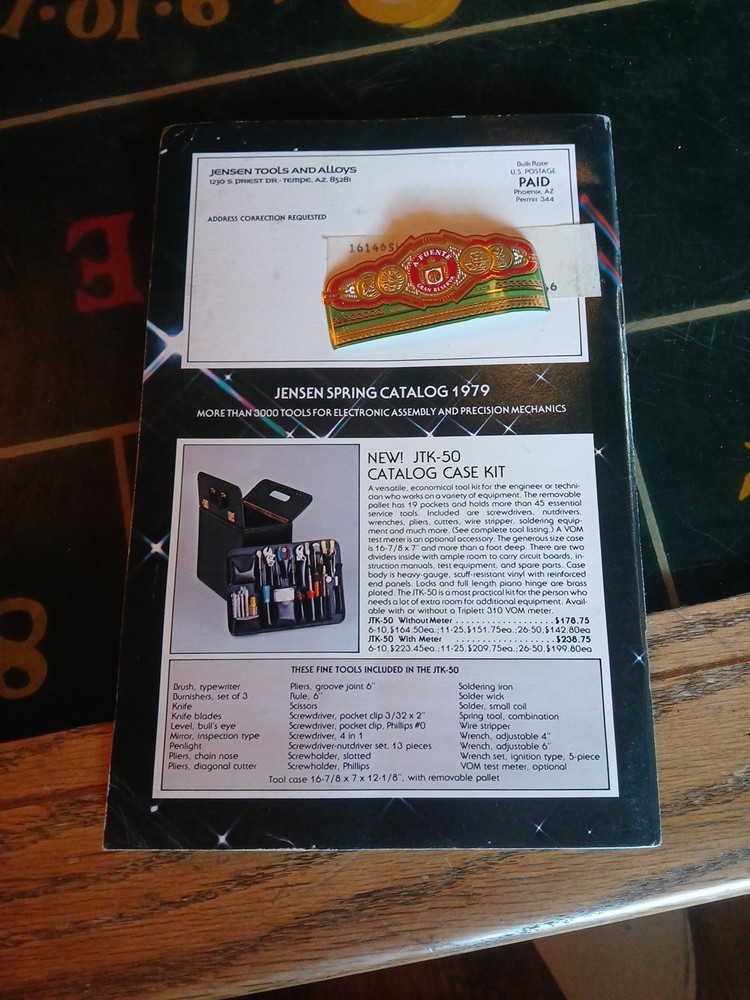 9·10·
E
8
JENSEN TOOLS AND ALLOYS
1230 S. PRIEST DR. · TEMPE, AZ. 85281
Bulk Rate
U.S. POSTAGE
PAID
Phoenix, AZ
Permit 344
ADDRESS CORRECTION REQUESTED
16146S
A. FUENTE
GRAN RESERVA
6
JENSEN SPRING CATALOG 1979
MORE THAN 3000 TOOLS FOR ELECTRONIC ASSEMBLY AND PRECISION MECHANICS
NEW! JTK-50
CATALOG CASE KIT
A versatile, economical tool kit for the engineer or techni-
cian who works on a variety of equipment. The removable
pallet has 19 pockets and holds more than 45 essential
service tools. Included are screwdrivers, nutdrivers,
wrenches, pliers, cutters, wire stripper, soldering equip-
ment and much more. (See complete tool listing.) A VOM
test meter is an optional accessory. The generous size case
is 16-7/8 x 7" and more than a foot deep. There are two
dividers inside with ample room to carry circuit boards, in-
struction manuals, test equipment, and spare parts. Case
body is heavy-gauge, scuff-resistant vinyl with reinforced
end panels. Locks and full length piano hinge are brass
plated. The JTK-50 is a most practical kit for the person who
needs a lot of extra room for additional equipment. Avail-
able with or without a Triplett 310 VOM meter.
JTK-50 Without Meter . . . . . . . . . . . . . . . . . . . $178.75
6-10, $164.50ea.; 11-25, $151.75ea.; 26-50, $142.80ea
JTK-50 With Meter . . . . . . . . . . . . . . . . . . . . . $238.75
6-10, $223.45ea.; 11-25, $209.75ea.; 26-50, $199.80ea
THESE FINE TOOLS INCLUDED IN THE JTK-50
Brush, typewriter
Burnishers, set of 3
Knife
Knife blades
Level, bull's eye
Mirror, inspection type
Penlight
Pliers, chain nose
Pliers, diagonal cutter
Pliers, groove joint 6"
Rule, 6"
Scissors
Screwdriver, pocket clip 3/32 x 2"
Screwdriver, pocket clip, Phillips #0
Screwdriver, 4 in 1
Screwdriver-nutdriver set, 13 pieces
Screwholder, slotted
Screwholder, Phillips
Soldering iron
Solder wick
Solder, small coil
Spring tool, combination
Wire stripper
Wrench, adjustable 4"
Wrench, adjustable 6"
Wrench set, ignition type, 5-piece
VOM test meter, optional
Tool case 16-7/8 x 7 x 12-1/8", with removable pallet